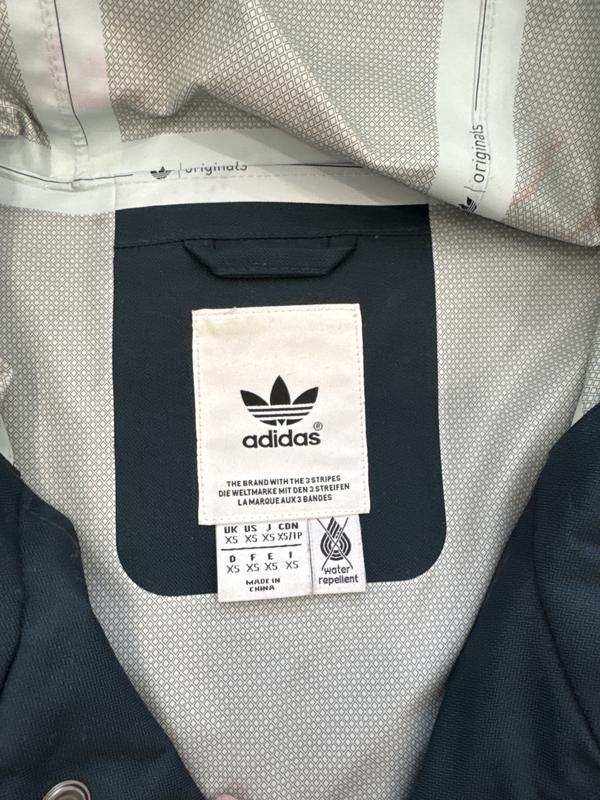 originals
originals
adidas®
THE BRAND WITH THE 3 STRIPES
DIE WELTMARKE MIT DEN 3 STREIFEN
LA MARQUE AUX 3 BANDES
UK US J CDN
XS XS XS XS/TP
D F E I
XS XS XS XS
MADE IN
CHINA
water
repellent